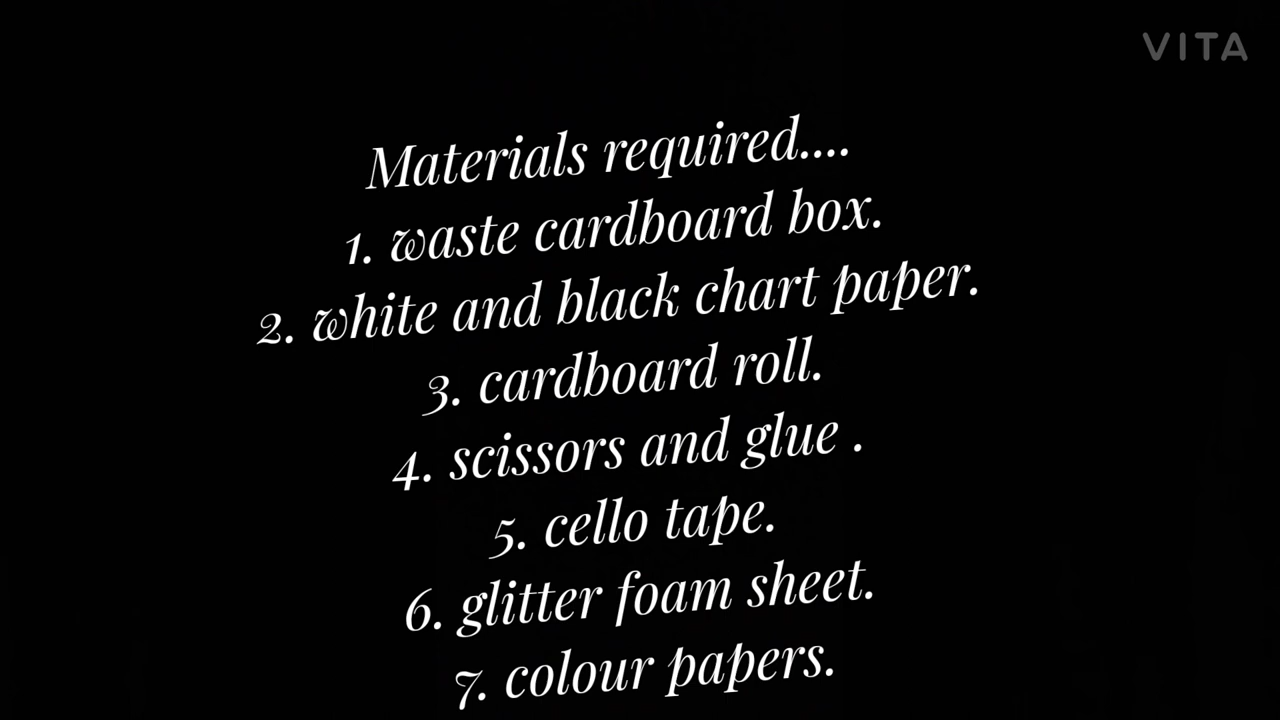 VITA
Materials required....
1. waste cardboard box.
2. white and black chart paper.
3. cardboard roll.
4. scissors and glue .
5. cello tape.
6. glitter foam sheet.
7. colour papers.